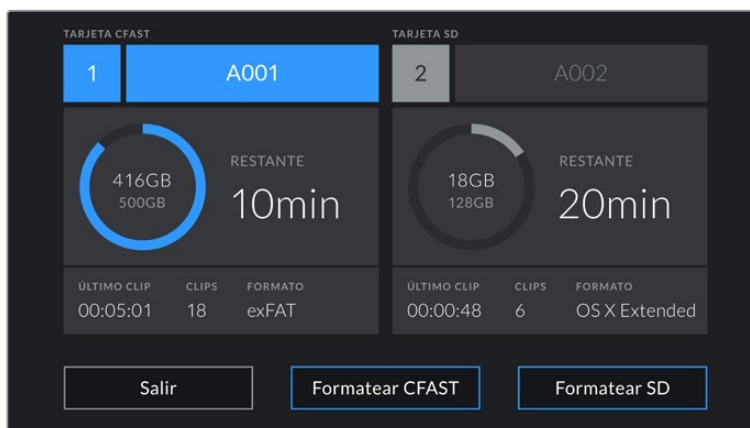 TARJETA CFAST
1 A001
416GB
500GB
RESTANTE
10min
ÚLTIMO CLIP CLIPS FORMATO
00:05:01 18 exFAT
TARJETA SD
2 A002
18GB
128GB
RESTANTE
20min
ÚLTIMO CLIP CLIPS FORMATO
00:00:48 6 OS X Extended
Salir Formatear CFAST Formatear SD